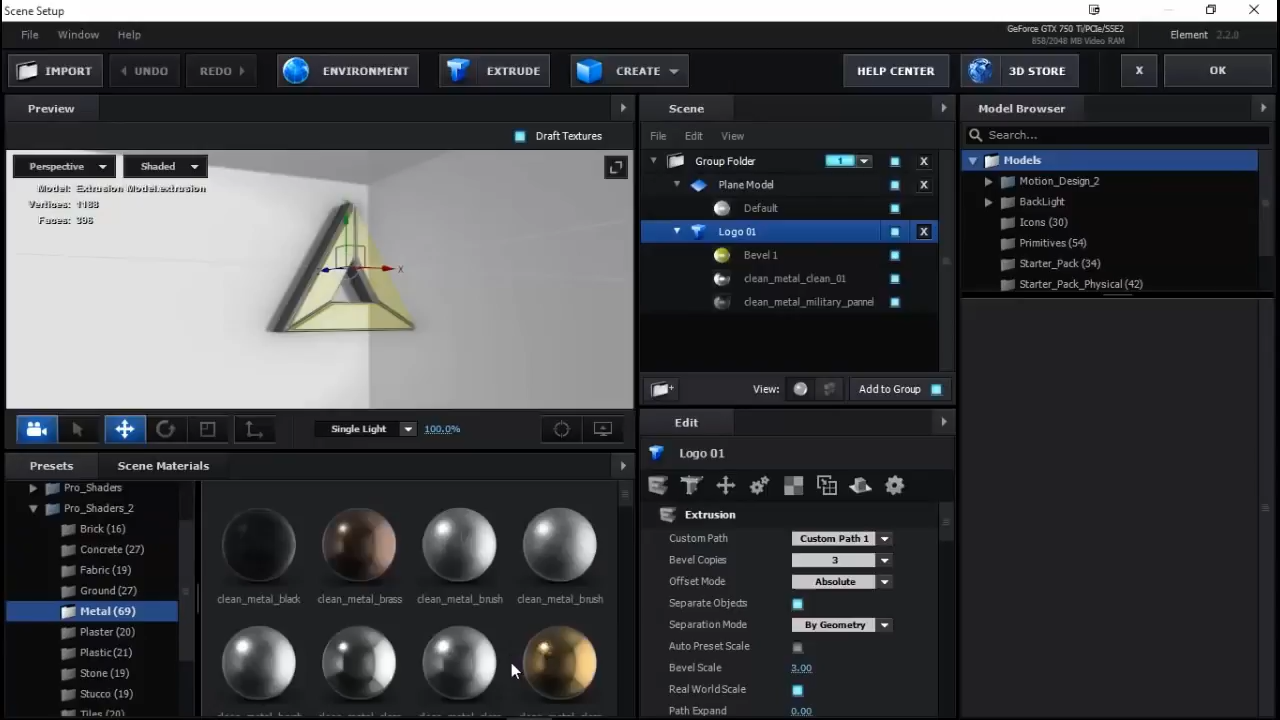 Scene Setup
File Window Help
GeForce GTX 750 Ti/PCIe/SSE2
858/2048 MB Video RAM
Element 2.2.0
IMPORT UNDO REDO ENVIRONMENT EXTRUDE CREATE HELP CENTER 3D STORE X OK
Preview
Draft Textures
Perspective Shaded
Model: Extrusion Model.extrusion
Vertices: 1188
Faces: 396
X
Single Light 100.0%
Scene
File Edit View
Group Folder 1 X
Plane Model X
Default
Logo 01 X
Bevel 1
clean_metal_clean_01
clean_metal_military_pannel
View: Add to Group
Model Browser
Search...
Models
Motion_Design_2
BackLight
Icons (30)
Primitives (54)
Starter_Pack (34)
Starter_Pack_Physical (42)
Presets Scene Materials
Pro_Shaders
Pro_Shaders_2
Brick (16)
Concrete (27)
Fabric (19)
Ground (27)
Metal (69)
Plaster (20)
Plastic (21)
Stone (19)
Stucco (19)
Tiles (20)
clean_metal_black clean_metal_brass clean_metal_brush clean_metal_brush
Edit
Logo 01
Extrusion
Custom Path Custom Path 1
Bevel Copies 3
Offset Mode Absolute
Separate Objects
Separation Mode By Geometry
Auto Preset Scale
Bevel Scale 3.00
Real World Scale
Path Expand 0.00